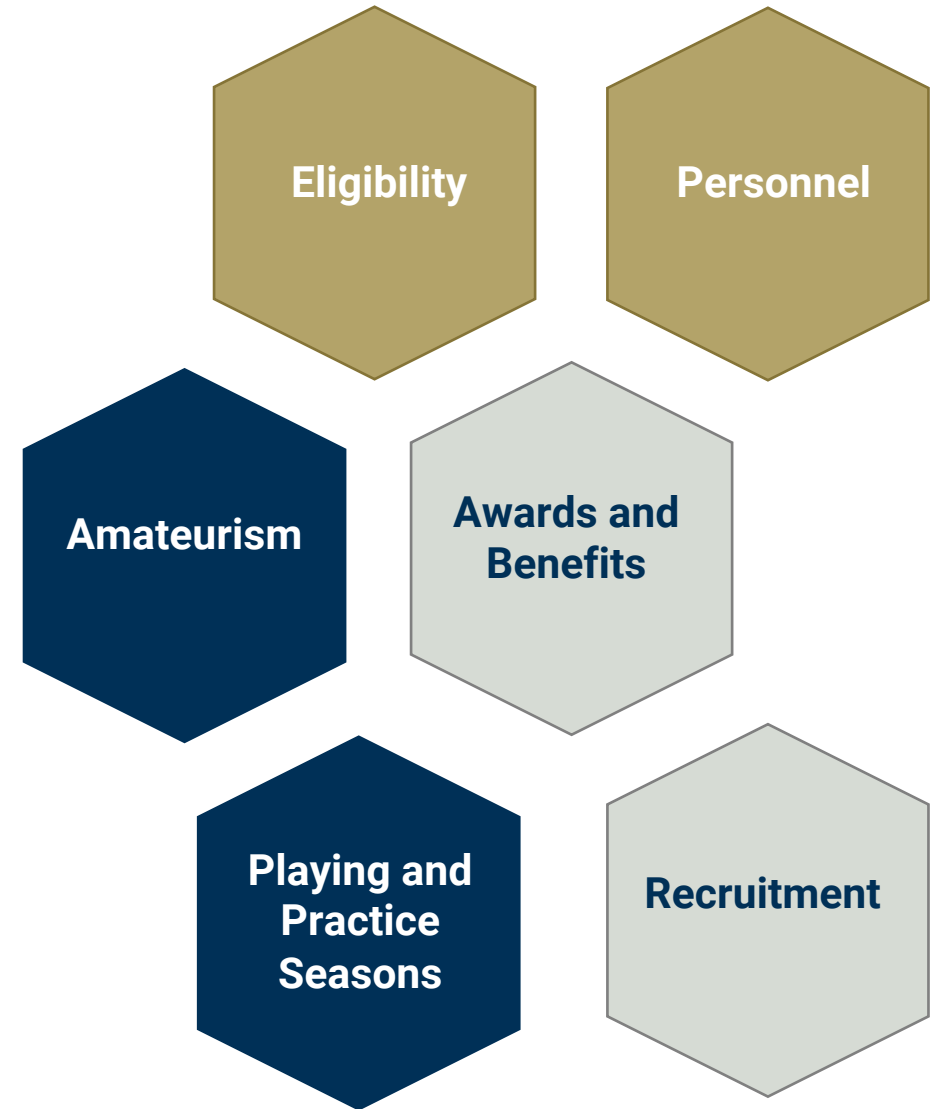 Eligibility
Personnel
Amateurism
Awards and
Benefits
Playing and
Practice
Seasons
Recruitment